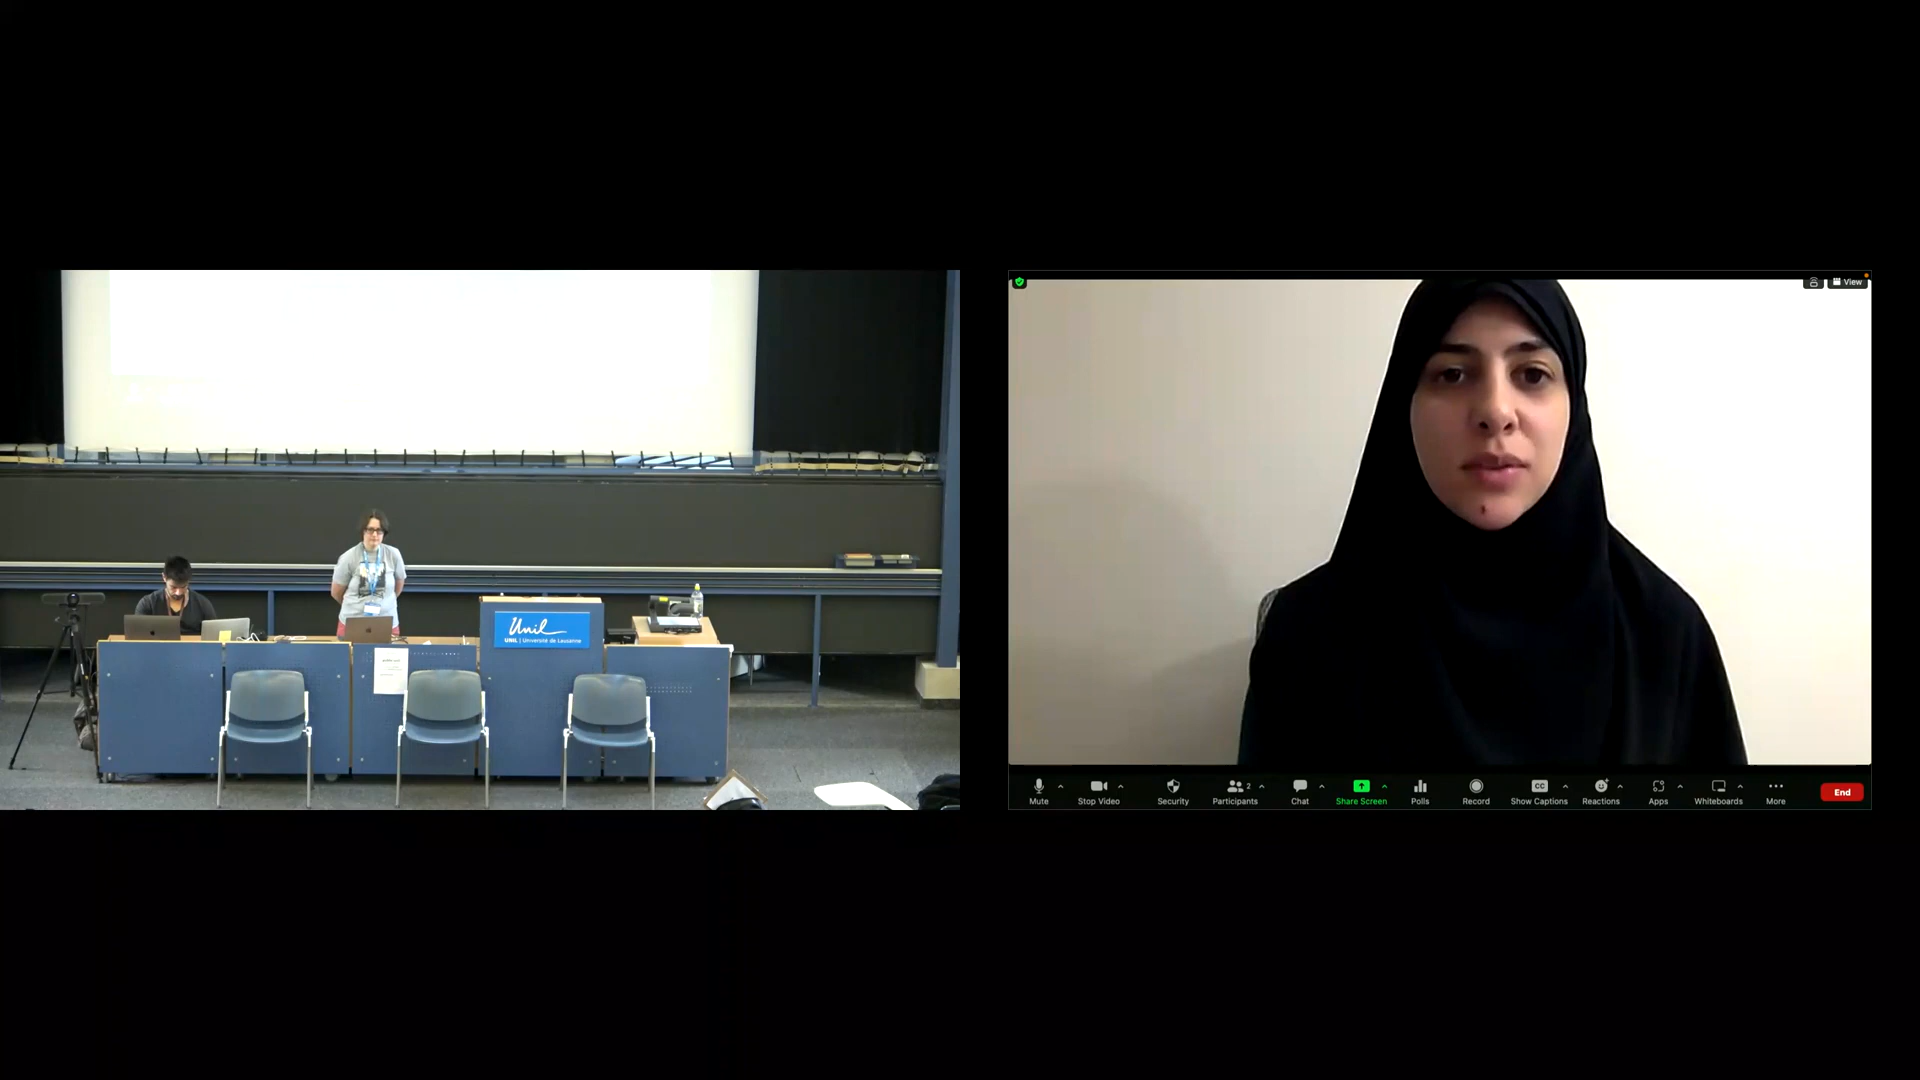 Unil
UNIL | Université de Lausanne
View
Mute
Stop Video
Security
2
Participants
Chat
Share Screen
Polls
Record
CC
Show Captions
Reactions
Apps
Whiteboards
More
End